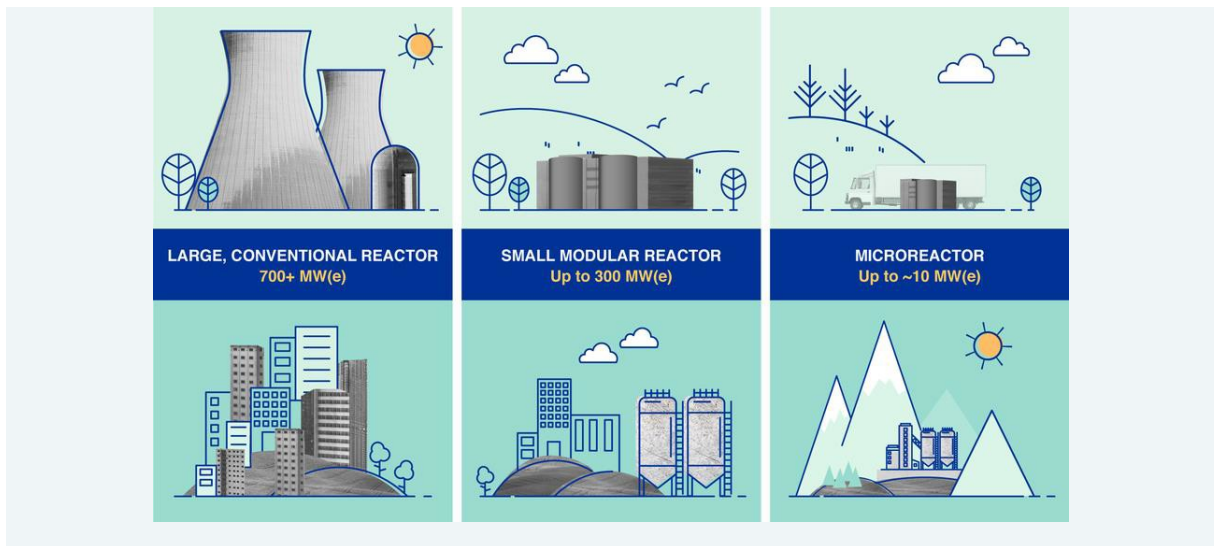 LARGE, CONVENTIONAL REACTOR
700+ MW(e)
SMALL MODULAR REACTOR
Up to 300 MW(e)
MICROREACTOR
Up to ~10 MW(e)